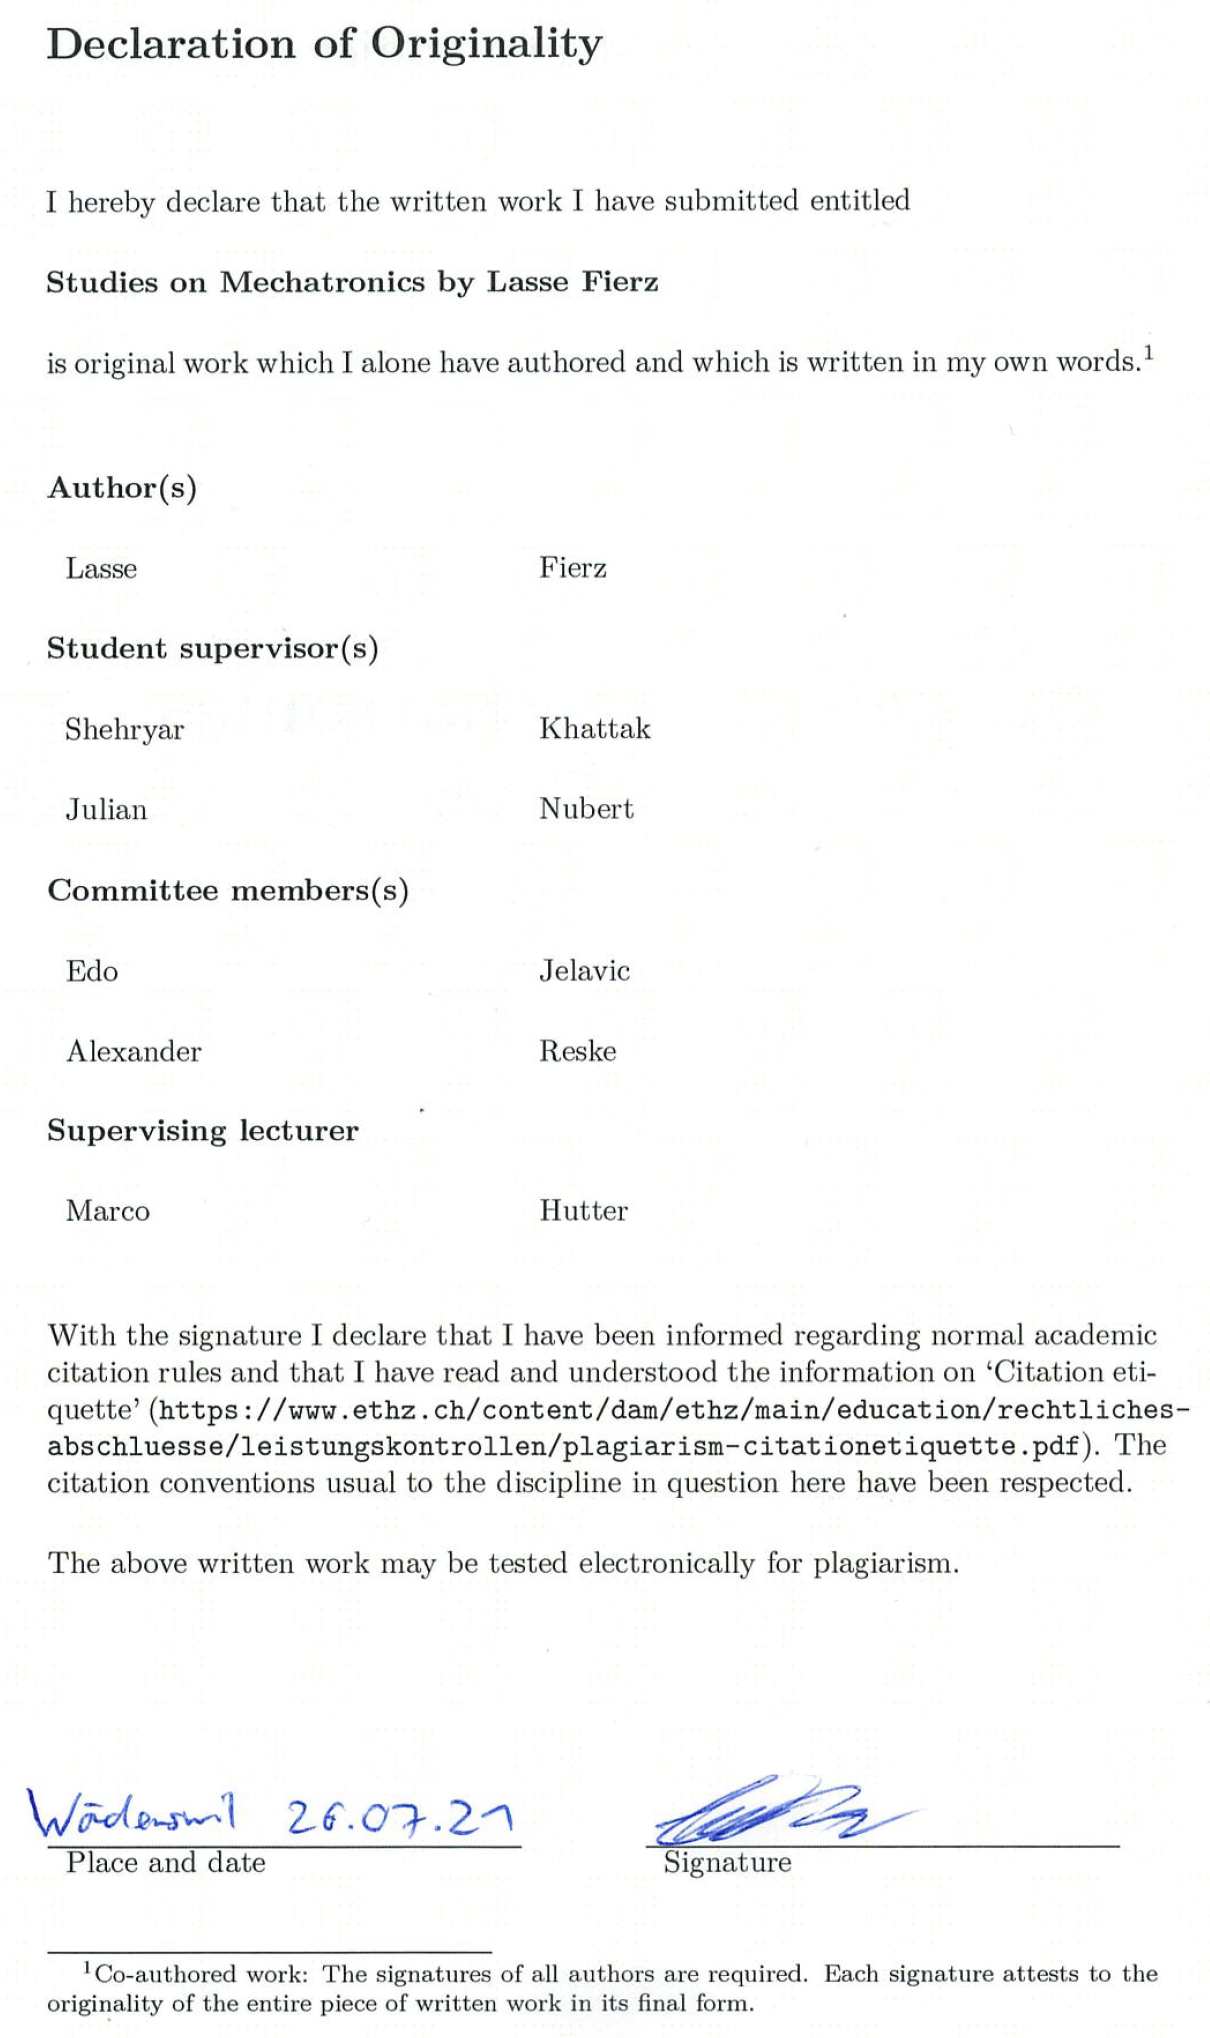 Declaration of Originality
I hereby declare that the written work I have submitted entitled
Studies on Mechatronics by Lasse Fierz
is original work which I alone have authored and which is written in my own words.¹
Author(s)
Lasse Fierz
Student supervisor(s)
Shehryar Khattak
Julian Nubert
Committee members(s)
Edo Jelavic
Alexander Reske
Supervising lecturer
Marco Hutter
With the signature I declare that I have been informed regarding normal academic
citation rules and that I have read and understood the information on ‘Citation eti-
quette’ (https://www.ethz.ch/content/dam/ethz/main/education/rechtliches-
abschluesse/leistungskontrollen/plagiarism-citationetiquette.pdf). The
citation conventions usual to the discipline in question here have been respected.
The above written work may be tested electronically for plagiarism.
Wädenswil 26.07.21
Place and date Signature
¹Co-authored work: The signatures of all authors are required. Each signature attests to the
originality of the entire piece of written work in its final form.